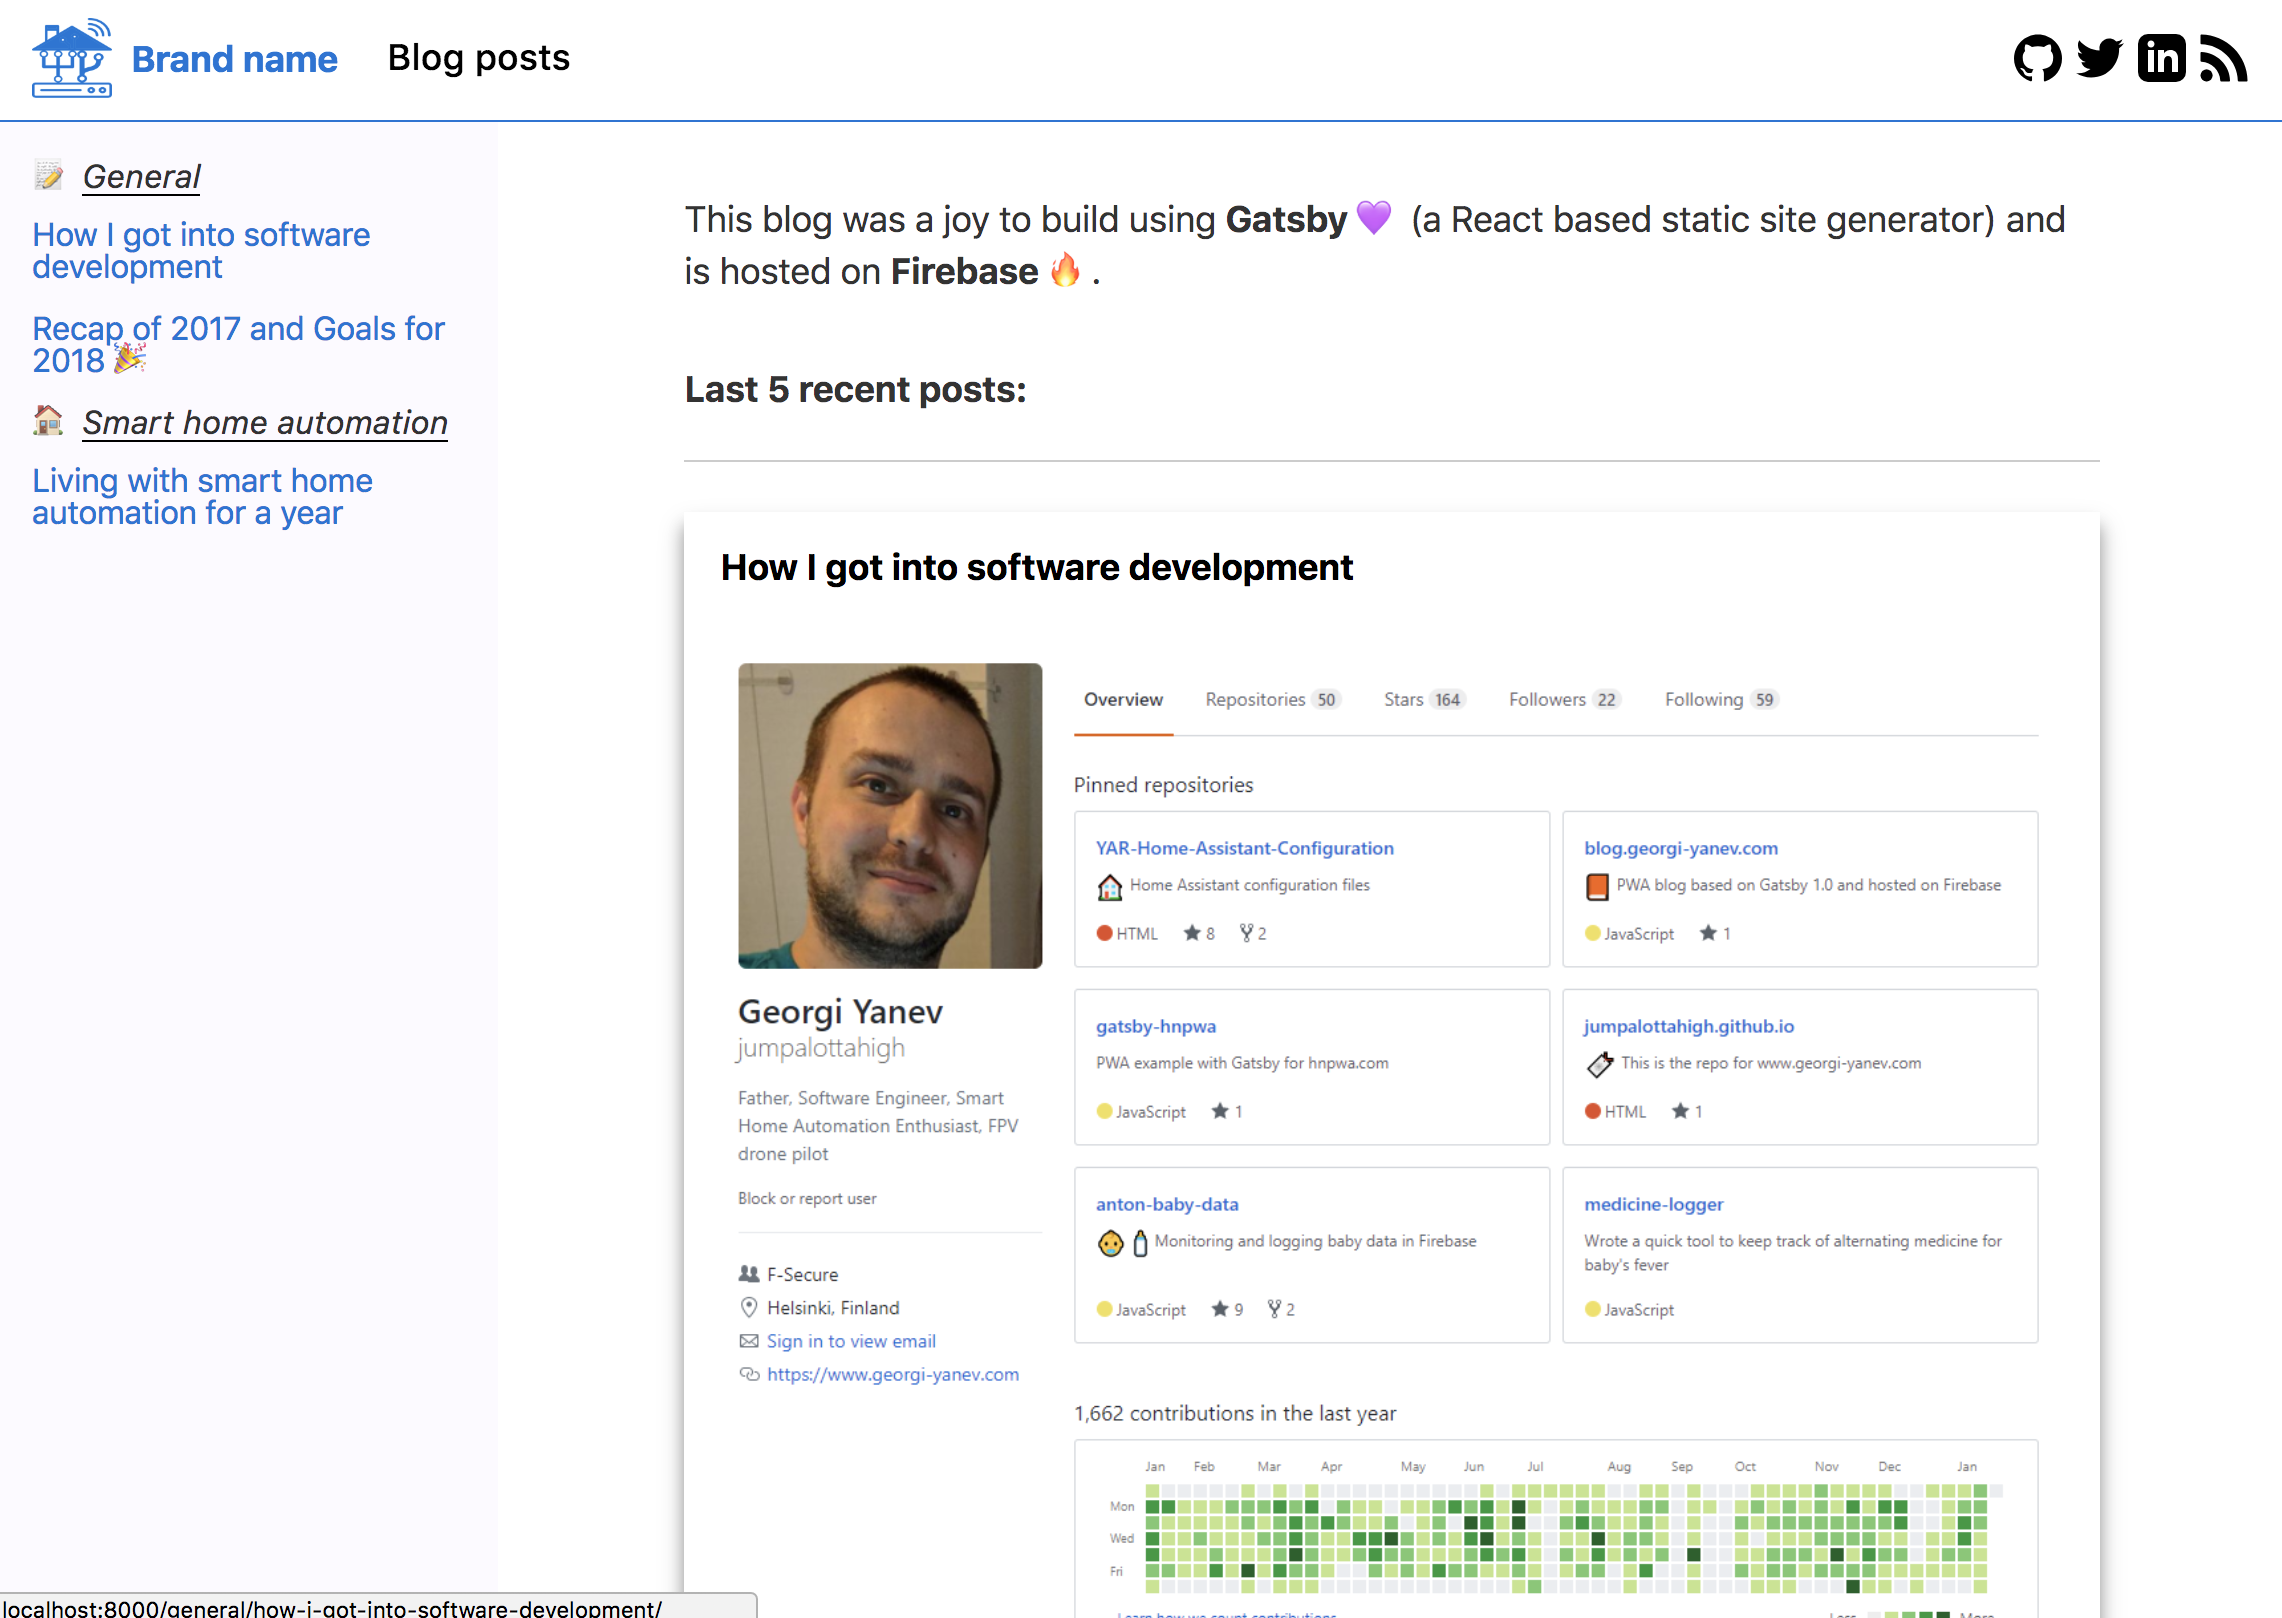 Brand name
Blog posts
General
How I got into software
development
Recap of 2017 and Goals for
2018
Smart home automation
Living with smart home
automation for a year
This blog was a joy to build using Gatsby 💜 (a React based static site generator) and
is hosted on Firebase 🔥 .
Last 5 recent posts:
How I got into software development
Overview Repositories 50 Stars 164 Followers 22 Following 59
Pinned repositories
YAR-Home-Assistant-Configuration
Home Assistant configuration files
HTML 8 2
blog.georgi-yanev.com
PWA blog based on Gatsby 1.0 and hosted on Firebase
JavaScript 1
gatsby-hnpwa
PWA example with Gatsby for hnpwa.com
JavaScript 1
jumpalottahigh.github.io
This is the repo for www.georgi-yanev.com
HTML 1
anton-baby-data
Monitoring and logging baby data in Firebase
JavaScript 9 2
medicine-logger
Wrote a quick tool to keep track of alternating medicine for
baby's fever
JavaScript
Georgi Yanev
jumpalottahigh
Father, Software Engineer, Smart
Home Automation Enthusiast, FPV
drone pilot
Block or report user
F-Secure
Helsinki, Finland
Sign in to view email
https://www.georgi-yanev.com
1,662 contributions in the last year
Jan Feb Mar Apr May Jun Jul Aug Sep Oct Nov Dec Jan
Mon
Wed
Fri
Learn how we count contributions
Less More
localhost:8000/general/how-i-got-into-software-development/